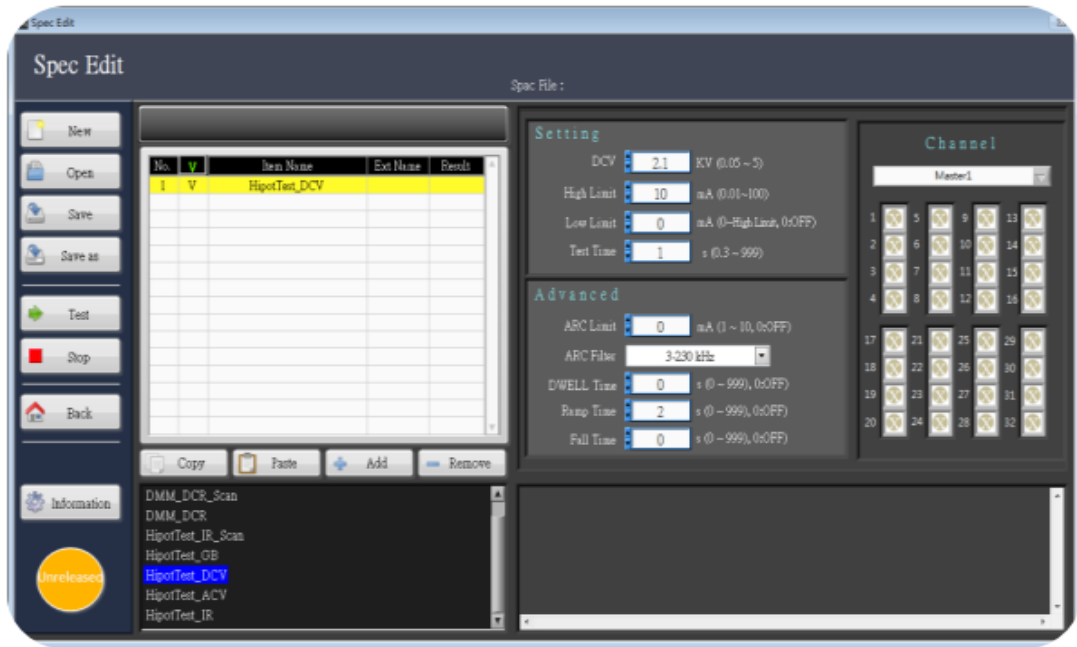 Spec Edit
Spec Edit
Spac File :
New
Open
Save
Save as
Test
Stop
Back
Information
Unreleased
No. V Item Name Ext Name Result
1 V HipotTest_DCV
Copy Paste Add Remove
DMM_DCR_Scan
DMM_DCR
HipotTest_IR_Scan
HipotTest_GB
HipotTest_DCV
HipotTest_ACV
HipotTest_IR
Setting
DCV 2.1 KV (0.05 ~ 5)
High Limit 10 mA (0.01~100)
Low Limit 0 mA (0~High Limit, 0:OFF)
Test Time 1 s (0.3 ~ 999)
Advanced
ARC Limit 0 mA (1 ~ 10, 0:OFF)
ARC Filter 3-230 kHz
DWELL Time 0 s (0 ~ 999), 0:OFF)
Ramp Time 2 s (0 ~ 999), 0:OFF)
Fall Time 0 s (0 ~ 999), 0:OFF)
Channel
Master1
1 5 9 13
2 6 10 14
3 7 11 15
4 8 12 16
17 21 25 29
18 22 26 30
19 23 27 31
20 24 28 32